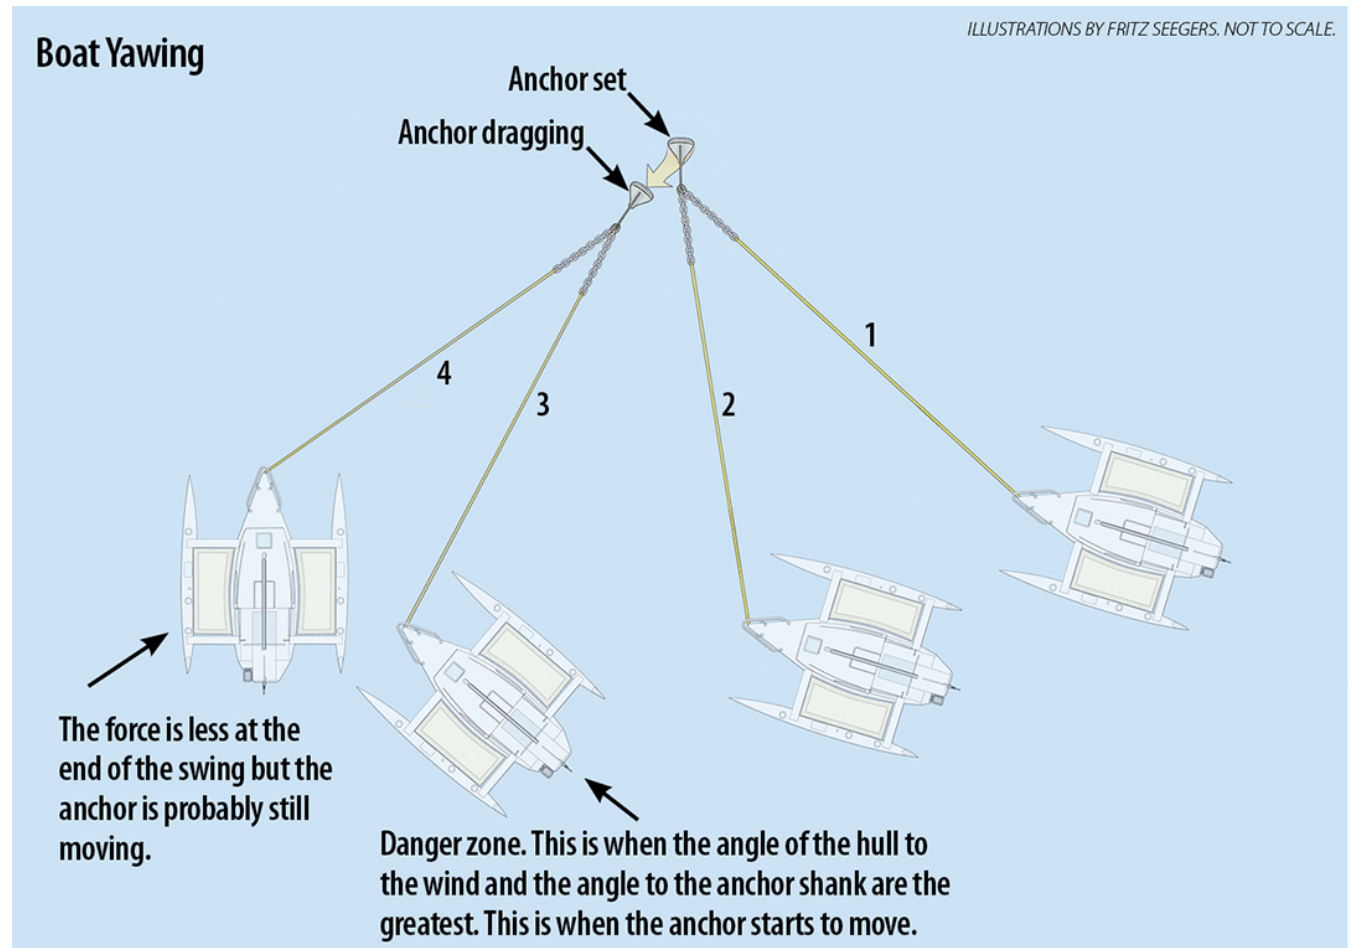 Boat Yawing
ILLUSTRATIONS BY FRITZ SEEGERS. NOT TO SCALE.
Anchor set
Anchor dragging
1
4
3
2
The force is less at the
end of the swing but the
anchor is probably still
moving.
Danger zone. This is when the angle of the hull to
the wind and the angle to the anchor shank are the
greatest. This is when the anchor starts to move.